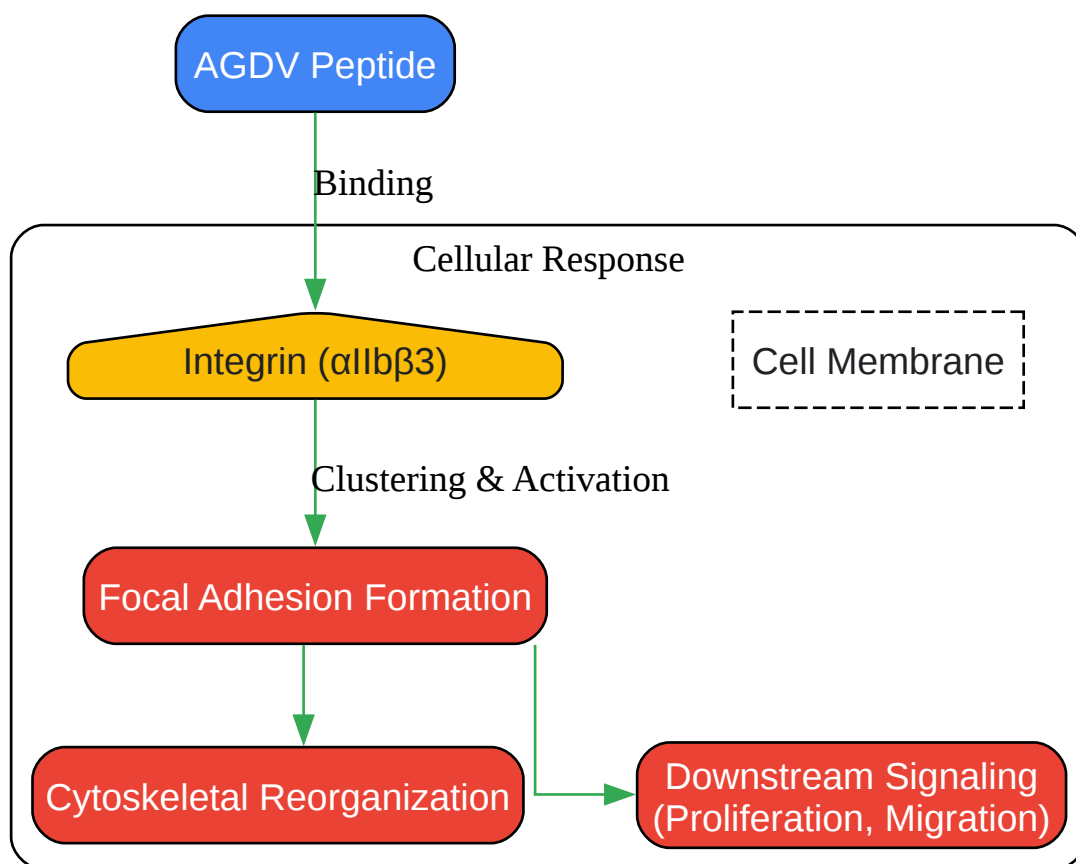 AGDV Peptide
Binding
Cellular Response
Integrin (αIIbβ3)
Cell Membrane
Clustering & Activation
Focal Adhesion Formation
Cytoskeletal Reorganization
Downstream Signaling
(Proliferation, Migration)